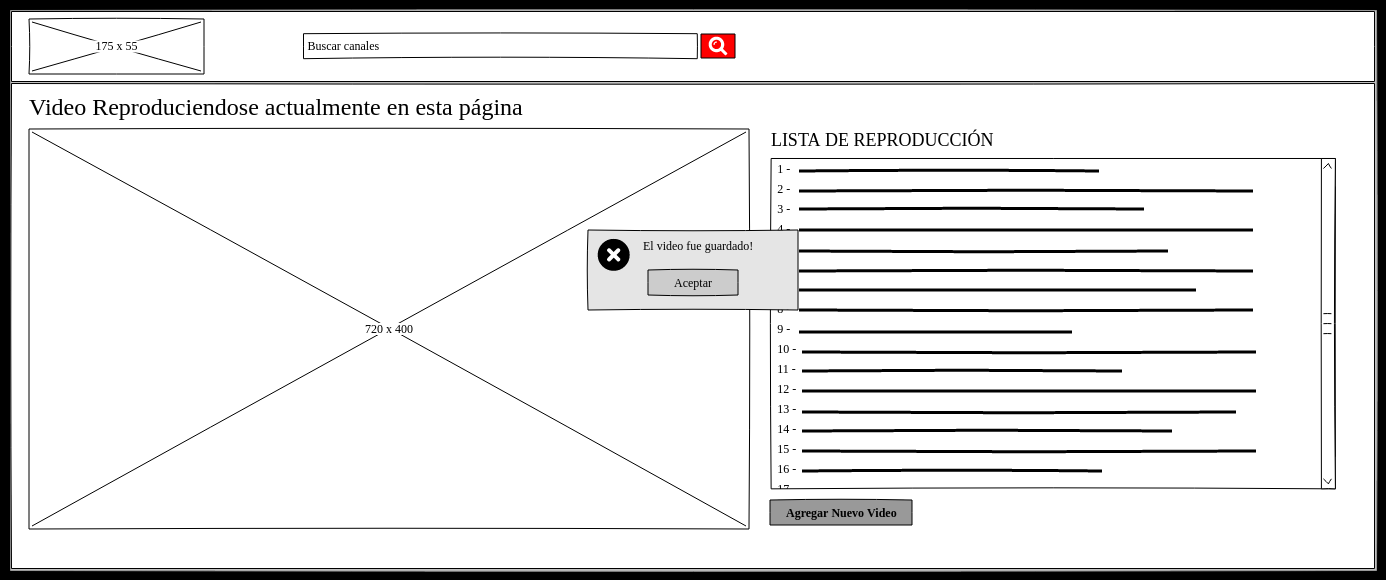 175 x 55
Buscar canales
Video Reproduciendose actualmente en esta página
720 x 400
LISTA DE REPRODUCCIÓN
1 -
2 -
3 -
4 -
El video fue guardado!
Aceptar
8 -
9 -
10 -
11 -
12 -
13 -
14 -
15 -
16 -
17
Agregar Nuevo Video